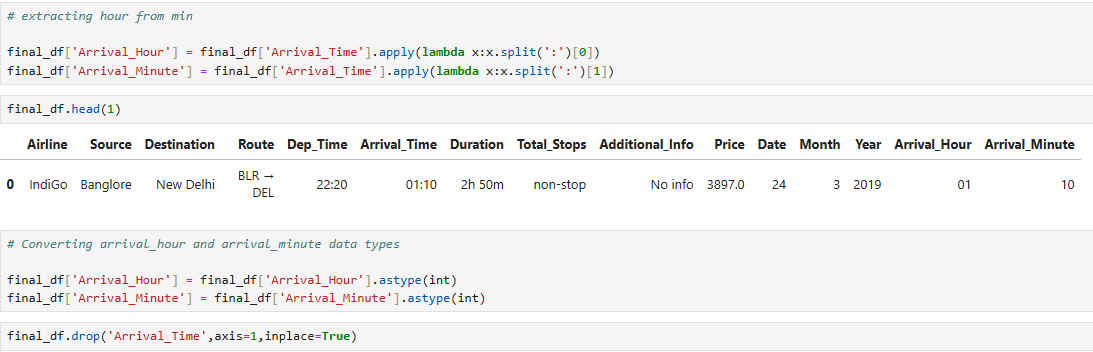 # extracting hour from min
final_df['Arrival_Hour'] = final_df['Arrival_Time'].apply(lambda x:x.split(':')[0])
final_df['Arrival_Minute'] = final_df['Arrival_Time'].apply(lambda x:x.split(':')[1])
final_df.head(1)
Airline Source Destination Route Dep_Time Arrival_Time Duration Total_Stops Additional_Info Price Date Month Year Arrival_Hour Arrival_Minute
0 IndiGo Banglore New Delhi BLR → DEL 22:20 01:10 2h 50m non-stop No info 3897.0 24 3 2019 01 10
# Converting arrival_hour and arrival_minute data types
final_df['Arrival_Hour'] = final_df['Arrival_Hour'].astype(int)
final_df['Arrival_Minute'] = final_df['Arrival_Minute'].astype(int)
final_df.drop('Arrival_Time',axis=1,inplace=True)